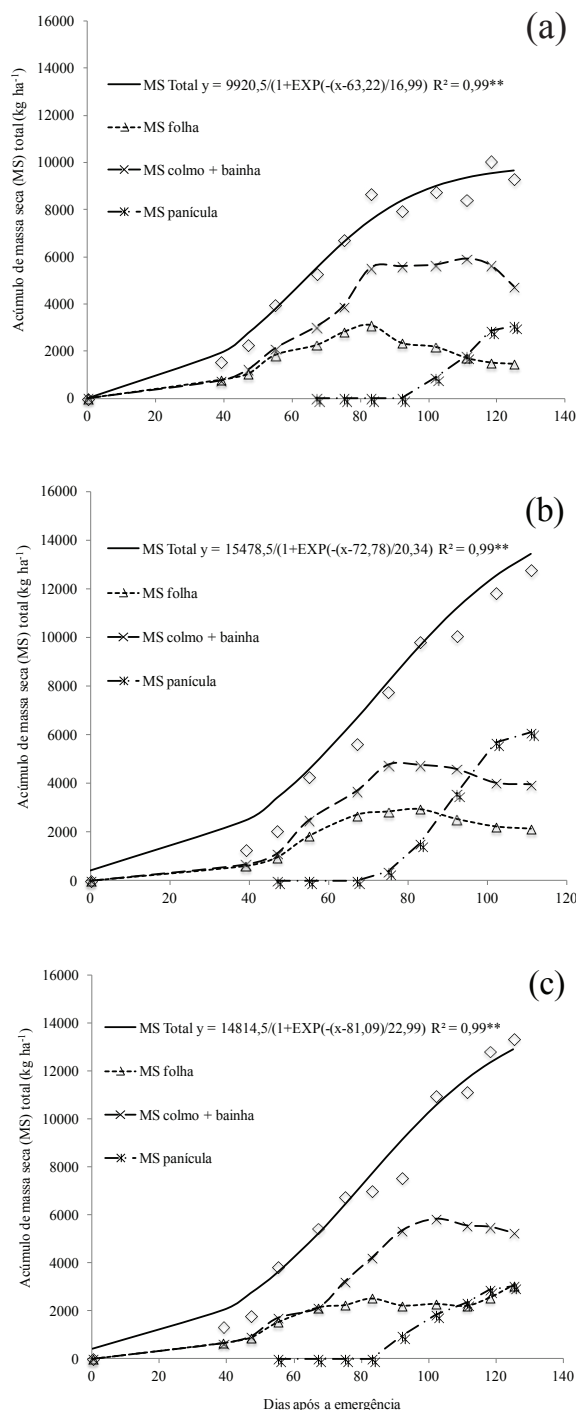 (a)
16000
14000
12000
10000
8000
6000
4000
2000
0
Acúmulo de massa seca (MS) total (kg ha-1)
MS Total y = 9920,5/(1+EXP(-(x-63,22)/16,99) R² = 0,99**
MS folha
MS colmo + bainha
MS panícula
0 20 40 60 80 100 120 140
(b)
16000
14000
12000
10000
8000
6000
4000
2000
0
Acúmulo de massa seca (MS) total (kg ha-1)
MS Total y = 15478,5/(1+EXP(-(x-72,78)/20,34) R² = 0,99**
MS folha
MS colmo + bainha
MS panícula
0 20 40 60 80 100 120
(c)
16000
14000
12000
10000
8000
6000
4000
2000
0
Acúmulo de massa seca (MS) total (kg ha-1)
MS Total y = 14814,5/(1+EXP(-(x-81,09)/22,99) R² = 0,99**
MS folha
MS colmo + bainha
MS panícula
0 20 40 60 80 100 120 140
Dias após a emergência